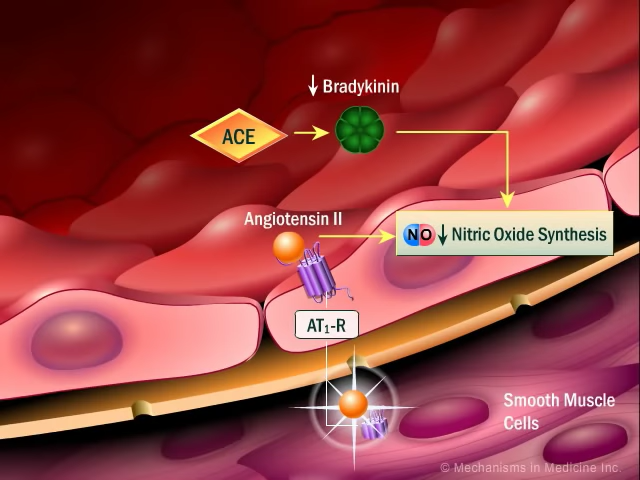 ↓ Bradykinin
ACE
Angiotensin II
NO ↓ Nitric Oxide Synthesis
AT₁-R
Smooth Muscle
Cells
© Mechanisms in Medicine Inc.